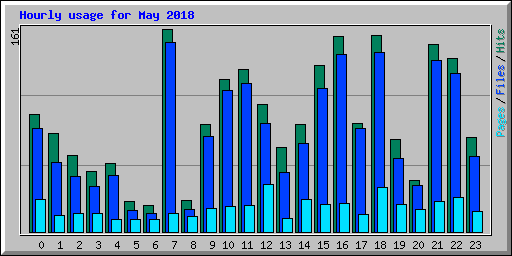 Hourly usage for May 2018
161
Pages/Files/Hits
0 1 2 3 4 5 6 7 8 9 10 11 12 13 14 15 16 17 18 19 20 21 22 23